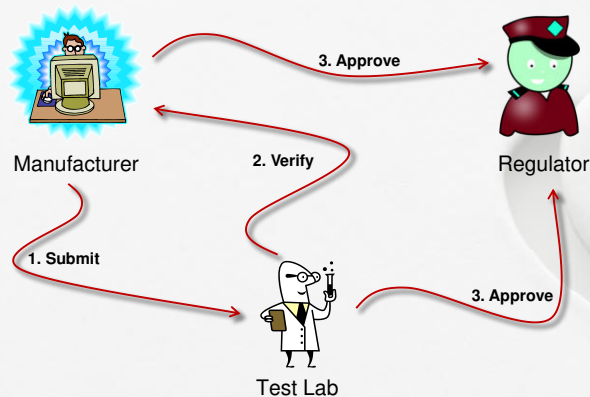 3. Approve
Manufacturer
2. Verify
Regulator
1. Submit
3. Approve
Test Lab